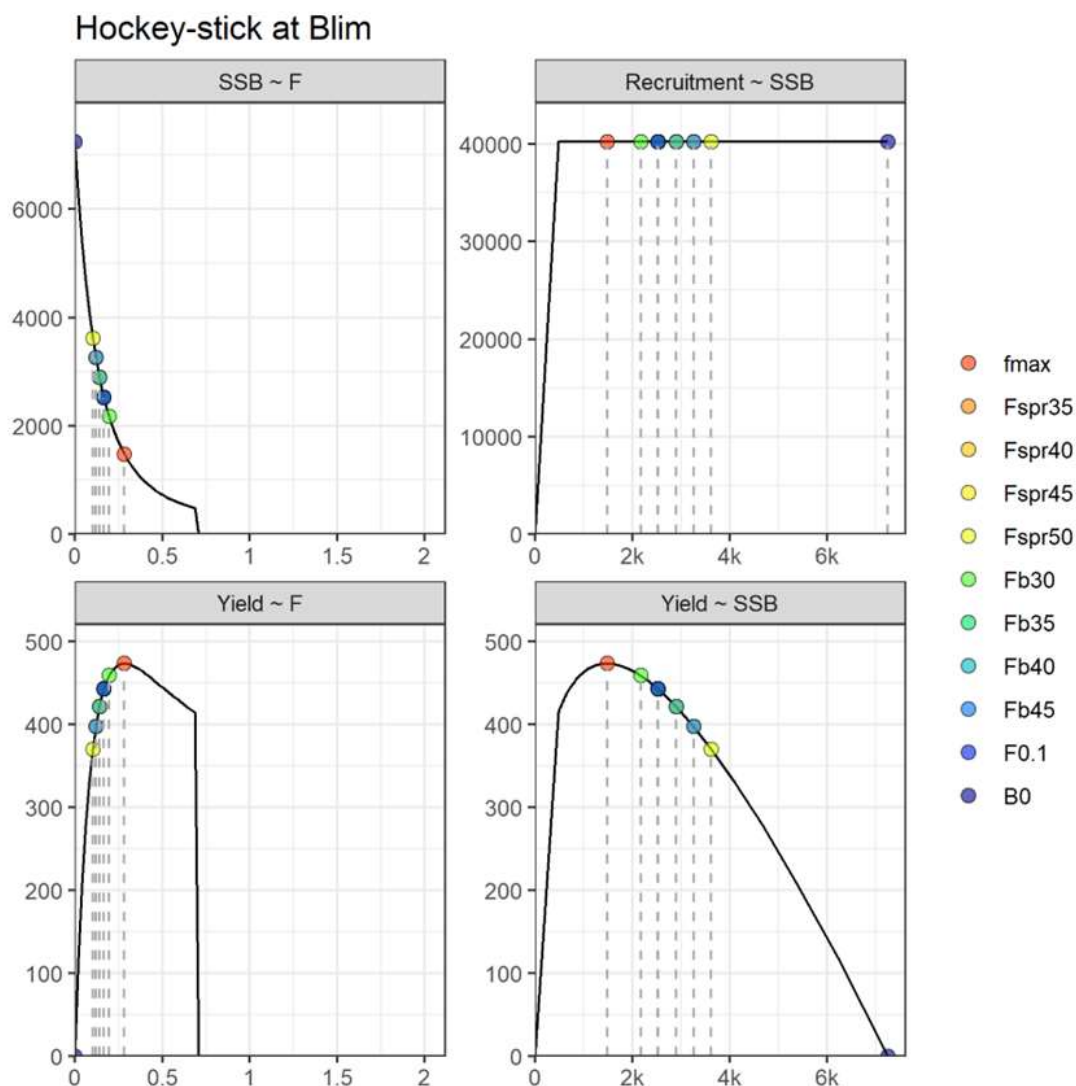 Hockey-stick at Blim
SSB ~ F
6000
4000
2000
0
0
0.5
1
1.5
2
Recruitment ~ SSB
40000
30000
20000
10000
0
0
2k
4k
6k
Yield ~ F
500
400
300
200
100
0
0
0.5
1
1.5
2
Yield ~ SSB
500
400
300
200
100
0
0
2k
4k
6k
fmax
Fspr35
Fspr40
Fspr45
Fspr50
Fb30
Fb35
Fb40
Fb45
F0.1
B0